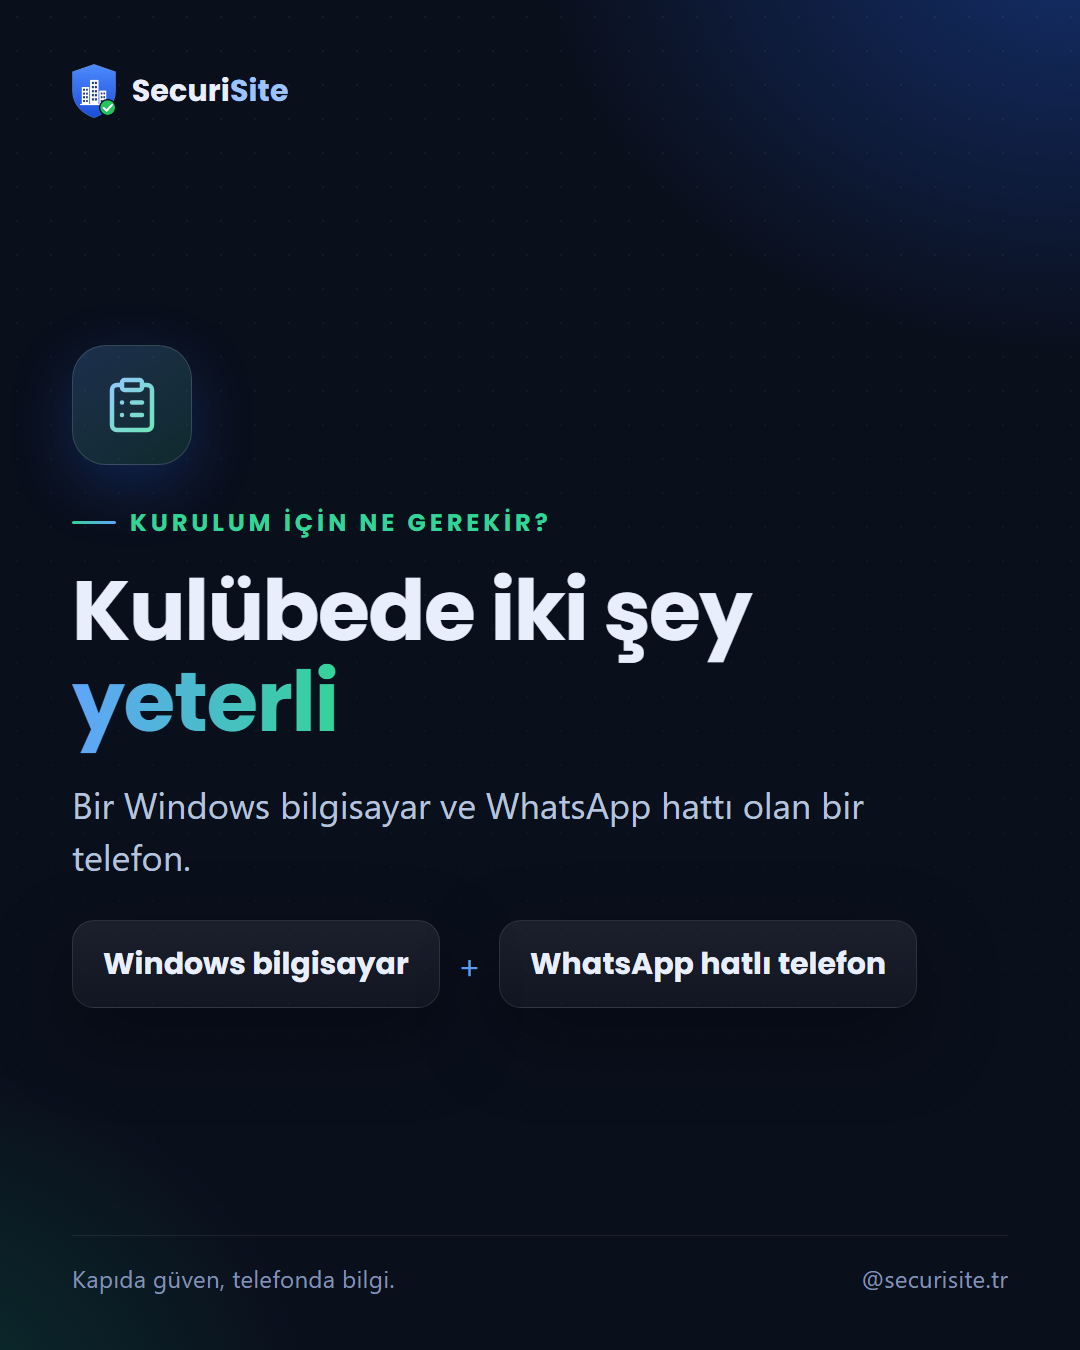 SecuriSite
KURULUM İÇİN NE GEREKİR?
Kulübede iki şey
yeterli
Bir Windows bilgisayar ve WhatsApp hattı olan bir
telefon.
Windows bilgisayar + WhatsApp hatlı telefon
Kapıda güven, telefonda bilgi. @securisite.tr